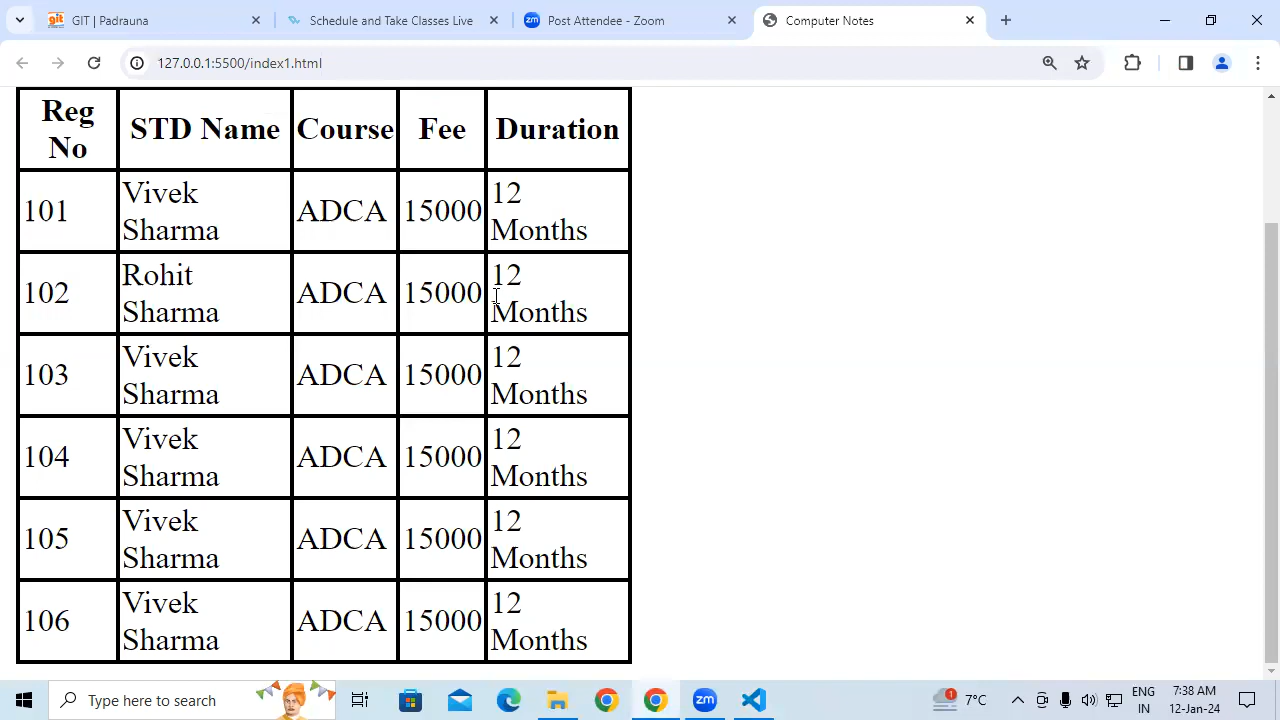 GIT | Padrauna
Schedule and Take Classes Live
zm Post Attendee - Zoom
Computer Notes
127.0.0.1:5500/index1.html
Reg No STD Name Course Fee Duration
101 Vivek Sharma ADCA 15000 12 Months
102 Rohit Sharma ADCA 15000 12 Months
103 Vivek Sharma ADCA 15000 12 Months
104 Vivek Sharma ADCA 15000 12 Months
105 Vivek Sharma ADCA 15000 12 Months
106 Vivek Sharma ADCA 15000 12 Months
Type here to search
zm
1
7°C
ENG
IN
7:38 AM
12-Jan-24